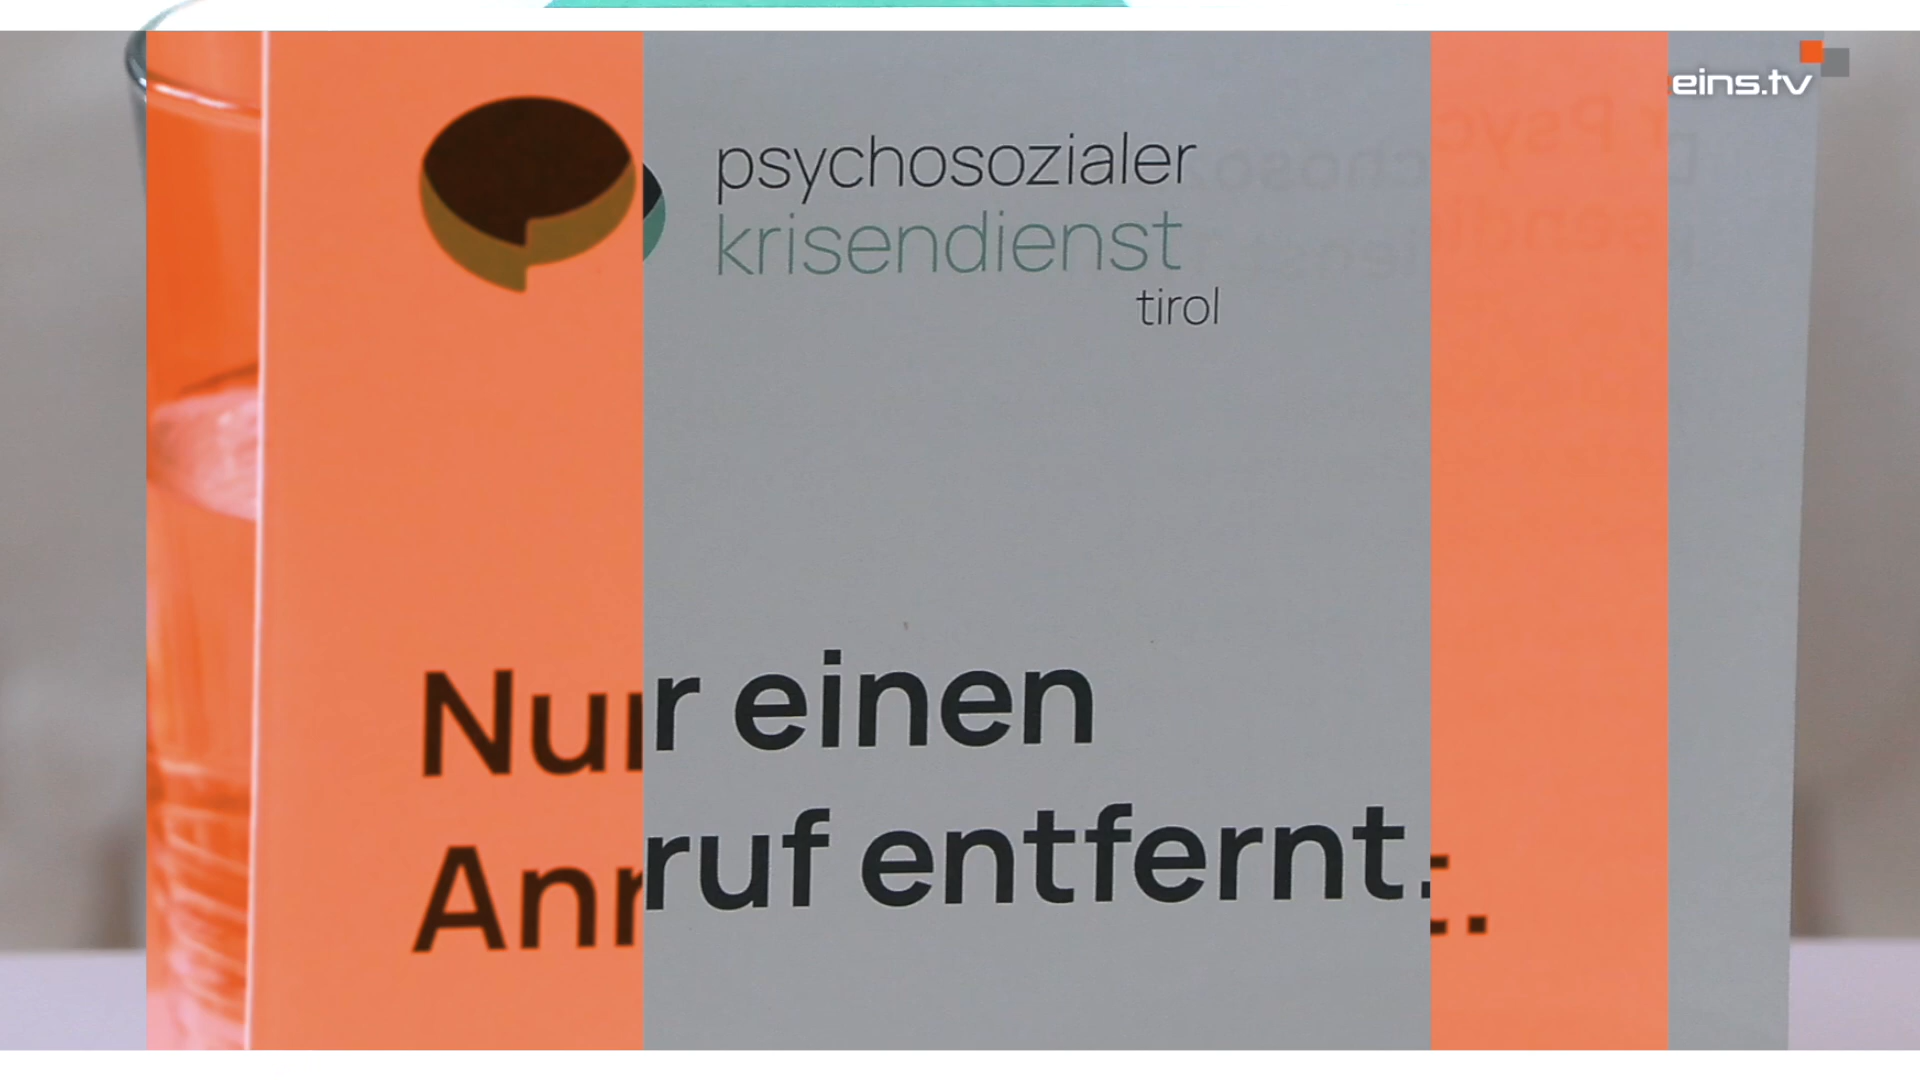 eins.tv
psychosozialer
krisendienst
tirol
Nur einen
Anruf entfernt.